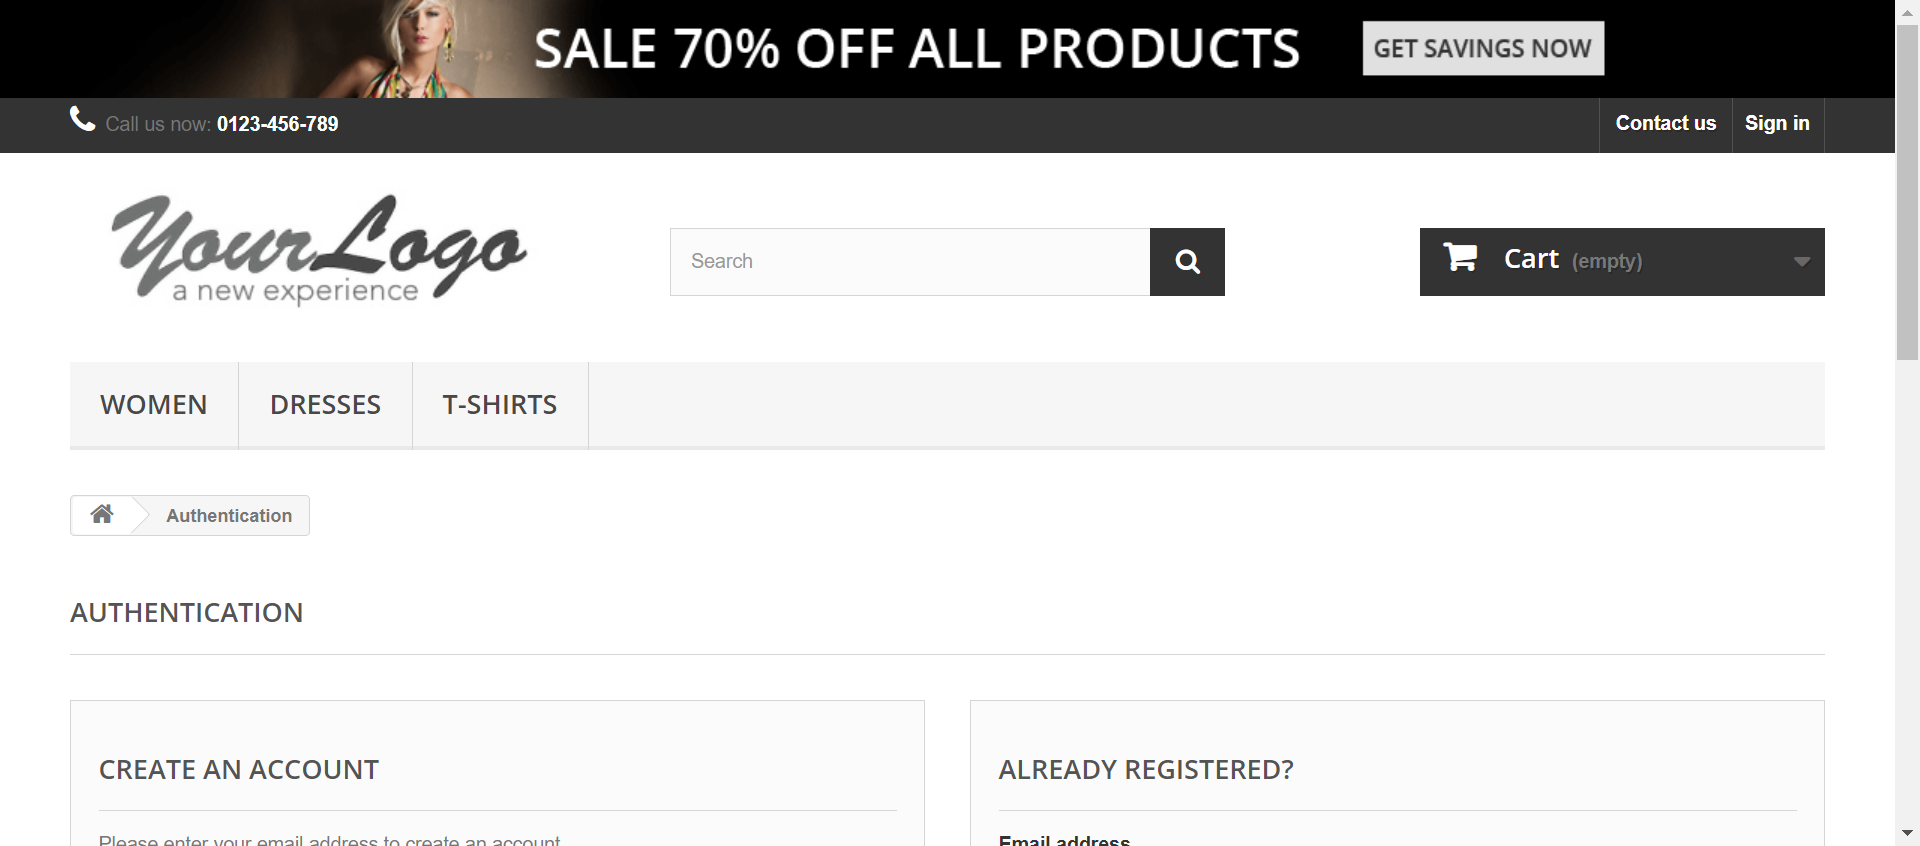 SALE 70% OFF ALL PRODUCTS
GET SAVINGS NOW
Call us now: 0123-456-789
Contact us
Sign in
Your Logo
a new experience
Search
Cart (empty)
WOMEN
DRESSES
T-SHIRTS
Authentication
AUTHENTICATION
CREATE AN ACCOUNT
ALREADY REGISTERED?
Please enter your email address to create an account
Email address